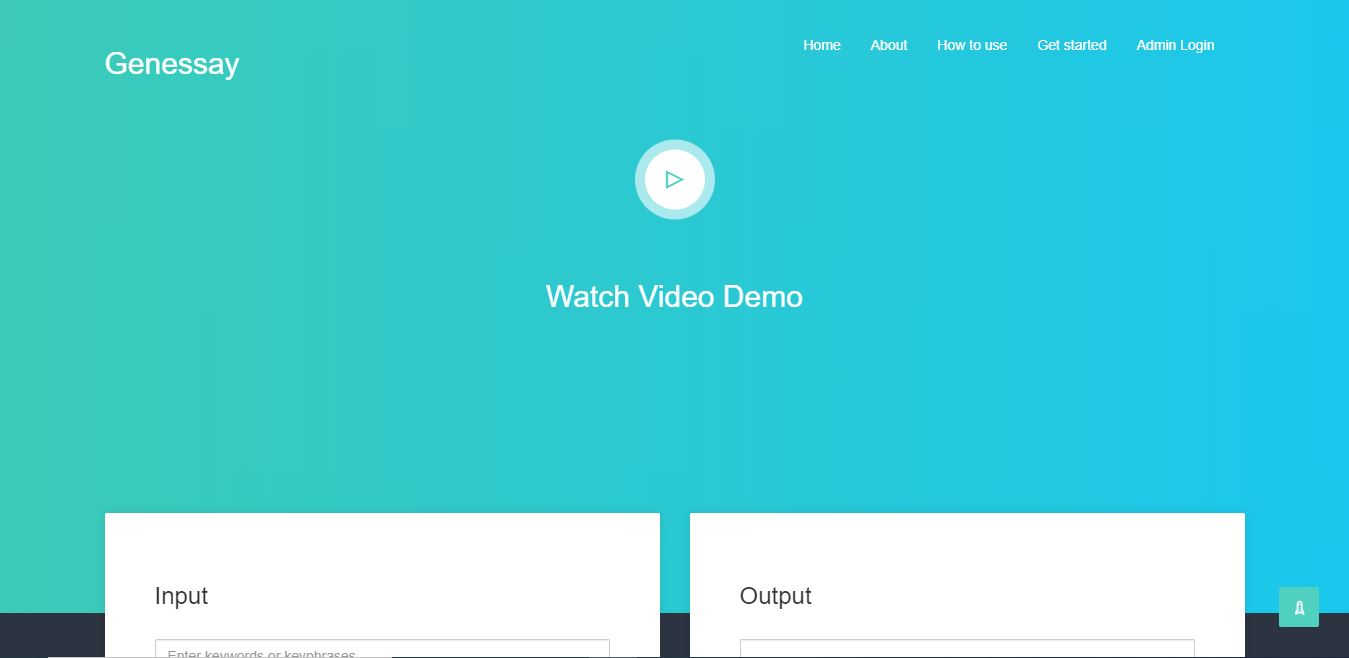 Genessay
Home About How to use Get started Admin Login
Watch Video Demo
Input
Output
Enter keywords or keyphrases